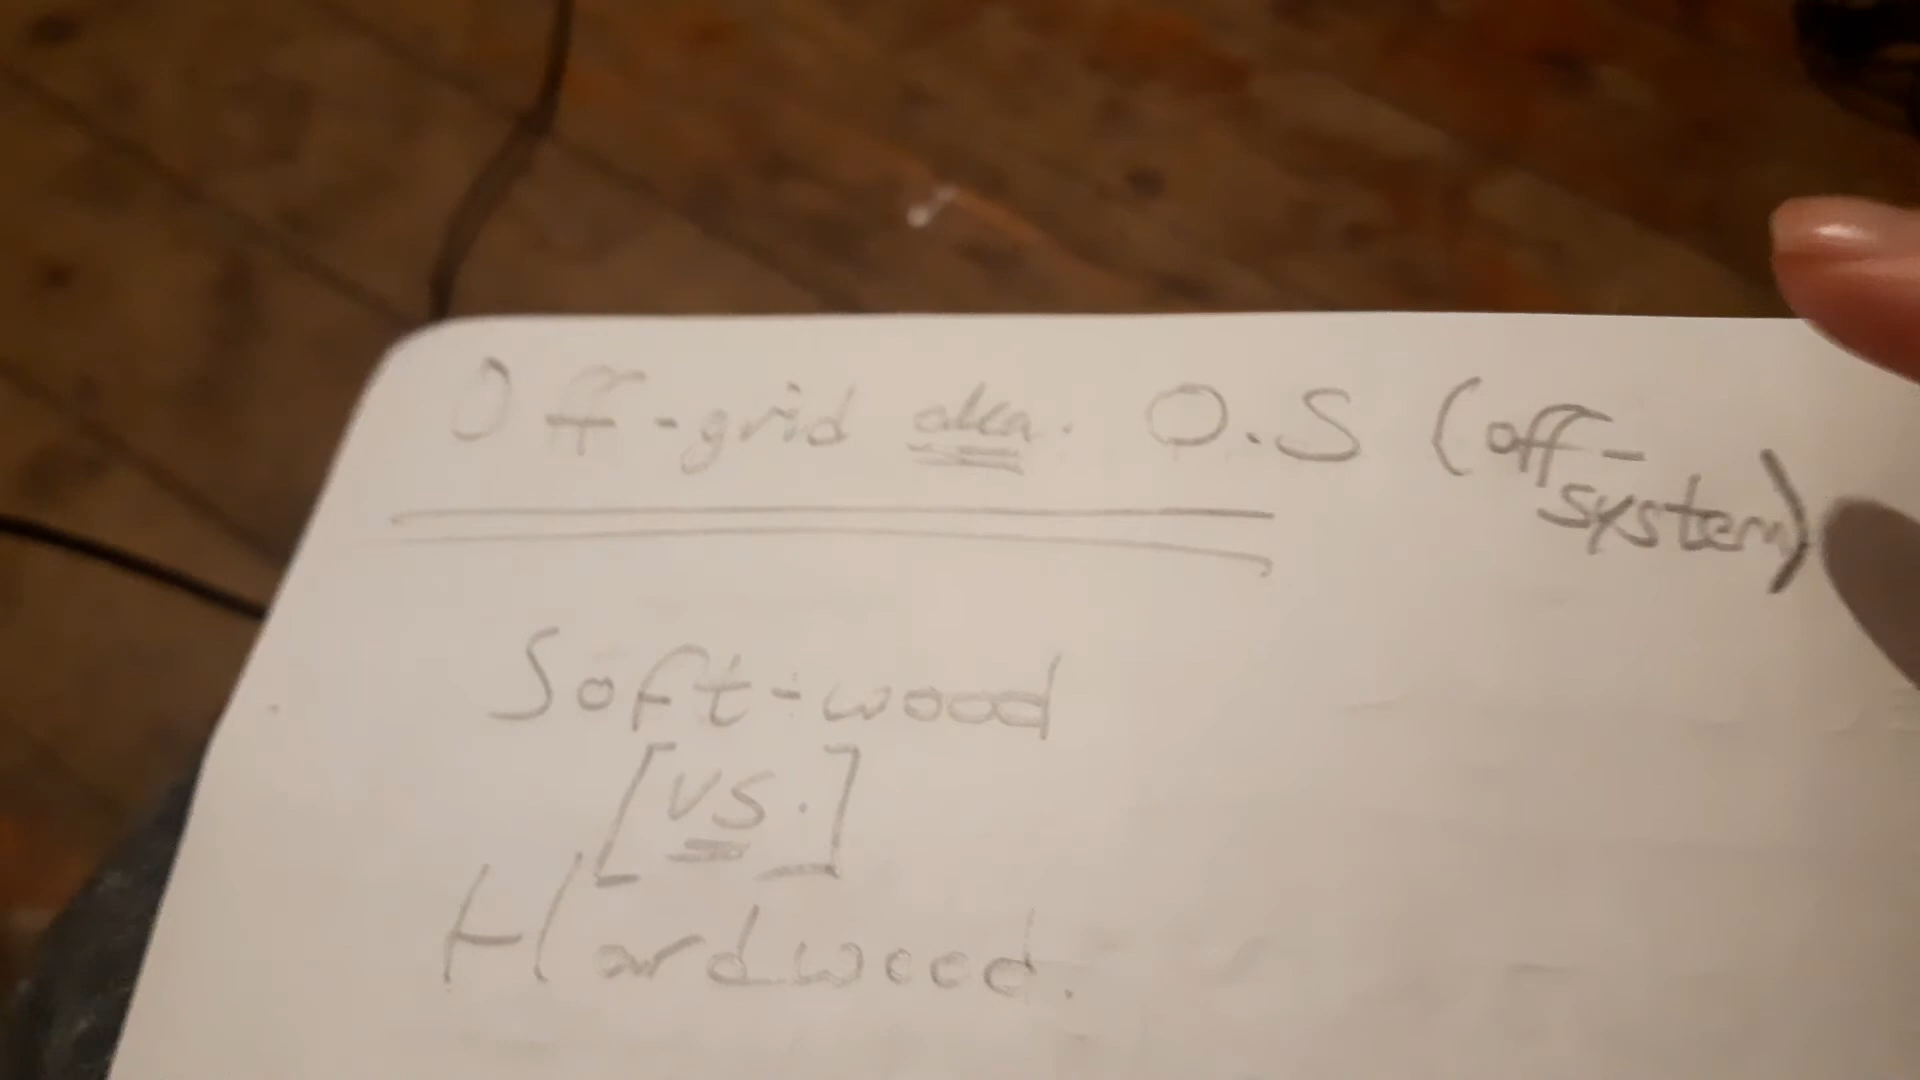 Off-grid aka. O.S (off-
system)
Soft-wood
[vs.]
Hardwood.